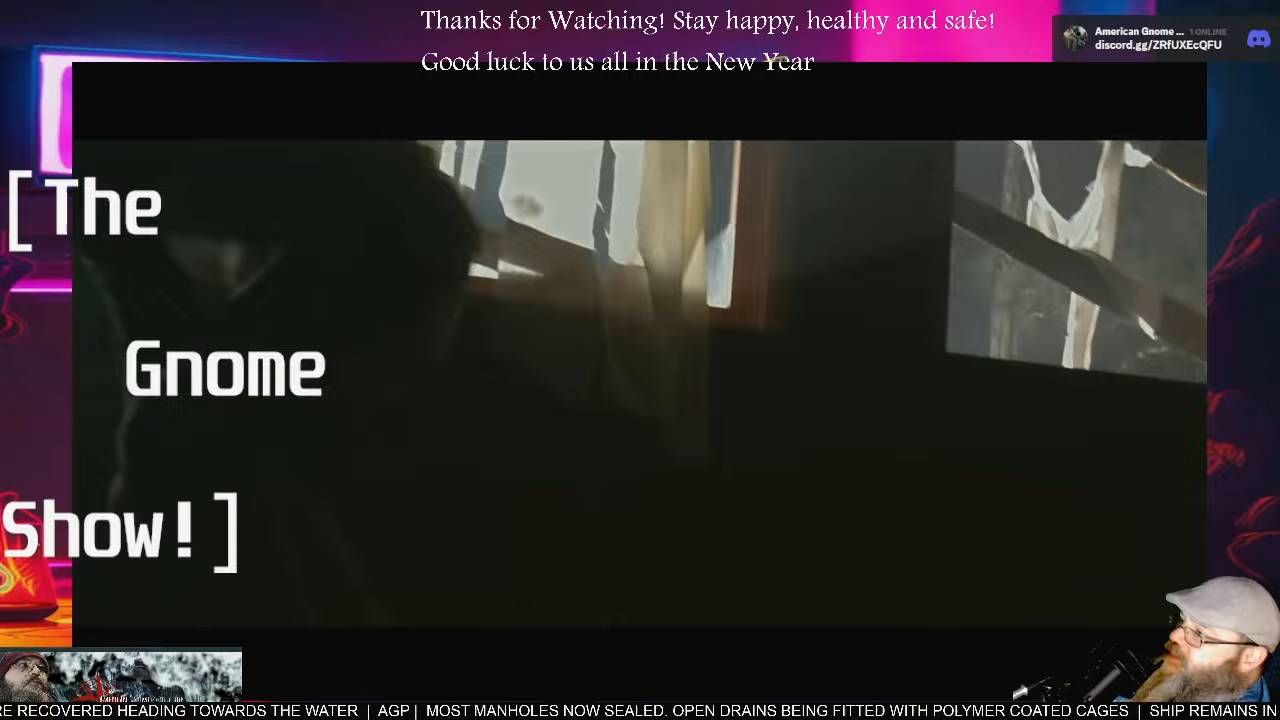 Thanks for Watching! Stay happy, healthy and safe!
Good luck to us all in the New Year
American Gnome ... 1 ONLINE
discord.gg/ZRfUXEcQFU
[The
Gnome
Show!]
RE RECOVERED HEADING TOWARDS THE WATER | AGP | MOST MANHOLES NOW SEALED. OPEN DRAINS BEING FITTED WITH POLYMER COATED CAGES | SHIP REMAINS IN